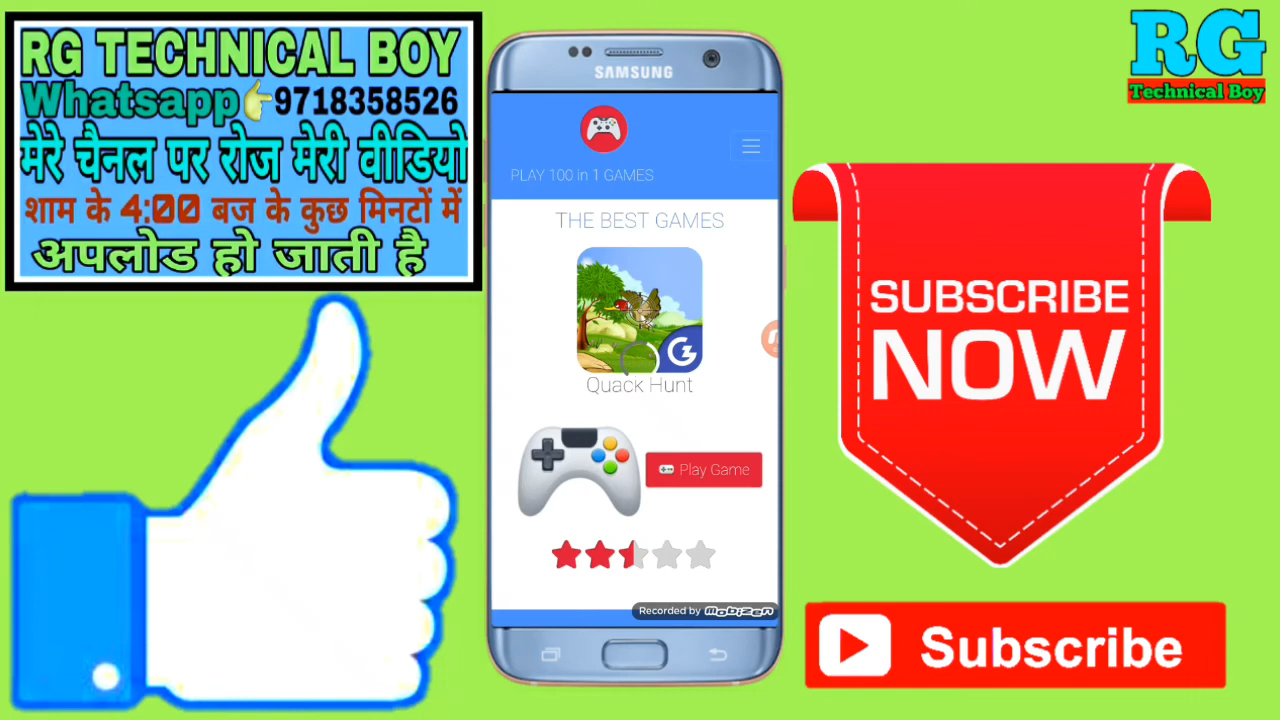 RG TECHNICAL BOY
Whatsapp👉9718358526
मेरे चैनल पर रोज मेरी वीडियो
शाम के 4:00 बज के कुछ मिनटों में
अपलोड हो जाती है
SAMSUNG
PLAY 100 in 1 GAMES
THE BEST GAMES
G
Quack Hunt
Play Game
Recorded by MOBIZEN
RG
Technical Boy
SUBSCRIBE
NOW
Subscribe